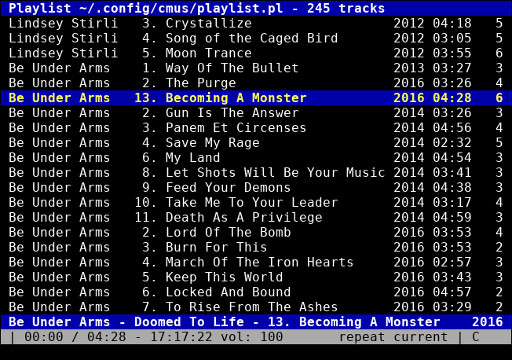 Playlist ~/.config/cmus/playlist.pl - 245 tracks
Lindsey Stirli 3. Crystallize 2012 04:18 5
Lindsey Stirli 4. Song of the Caged Bird 2012 03:05 5
Lindsey Stirli 5. Moon Trance 2012 03:55 6
Be Under Arms 1. Way Of The Bullet 2013 03:27 3
Be Under Arms 2. The Purge 2016 03:26 4
Be Under Arms 13. Becoming A Monster 2016 04:28 6
Be Under Arms 2. Gun Is The Answer 2014 03:26 3
Be Under Arms 3. Panem Et Circenses 2014 04:56 4
Be Under Arms 4. Save My Rage 2014 02:32 5
Be Under Arms 6. My Land 2014 04:54 3
Be Under Arms 8. Let Shots Will Be Your Music 2014 03:41 3
Be Under Arms 9. Feed Your Demons 2014 04:38 3
Be Under Arms 10. Take Me To Your Leader 2014 03:17 4
Be Under Arms 11. Death As A Privilege 2014 04:59 3
Be Under Arms 2. Lord Of The Bomb 2016 03:53 4
Be Under Arms 3. Burn For This 2016 03:53 2
Be Under Arms 4. March Of The Iron Hearts 2016 02:57 3
Be Under Arms 5. Keep This World 2016 03:43 3
Be Under Arms 6. Locked And Bound 2016 04:57 2
Be Under Arms 7. To Rise From The Ashes 2016 03:29 2
Be Under Arms - Doomed To Life - 13. Becoming A Monster 2016
| 00:00 / 04:28 - 17:17:22 vol: 100 repeat current | C